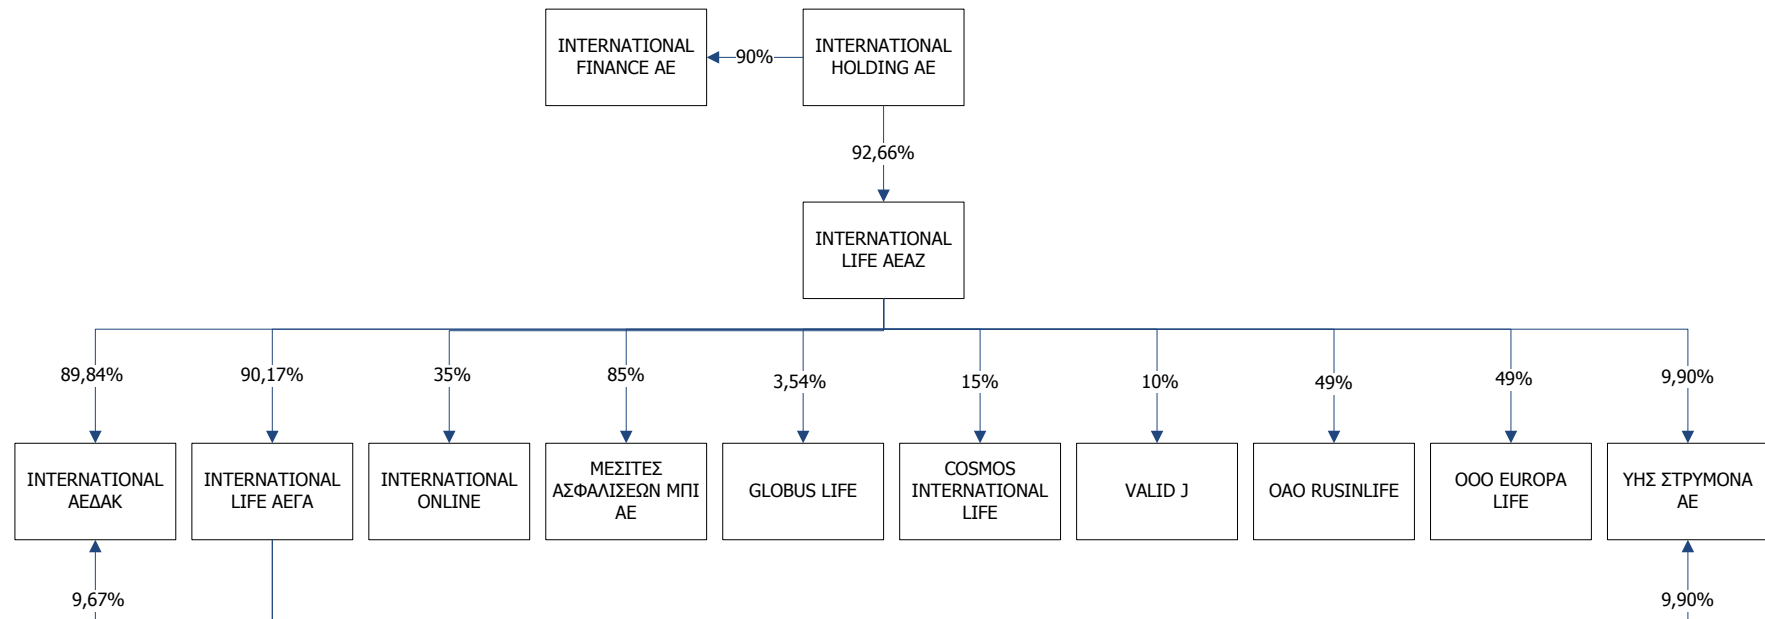 INTERNATIONAL
FINANCE AE
90%
INTERNATIONAL
HOLDING AE
92,66%
INTERNATIONAL
LIFE ΑΕΑΖ
89,84%
90,17%
35%
85%
3,54%
15%
10%
49%
49%
9,90%
INTERNATIONAL
ΑΕΔΑΚ
INTERNATIONAL
LIFE ΑΕΓΑ
INTERNATIONAL
ONLINE
ΜΕΣΙΤΕΣ
ΑΣΦΑΛΙΣΕΩΝ ΜΠΙ
ΑΕ
GLOBUS LIFE
COSMOS
INTERNATIONAL
LIFE
VALID J
OAO RUSINLIFE
OOO EUROPA
LIFE
ΥΗΣ ΣΤΡΥΜΟΝΑ
ΑΕ
9,67%
9,90%